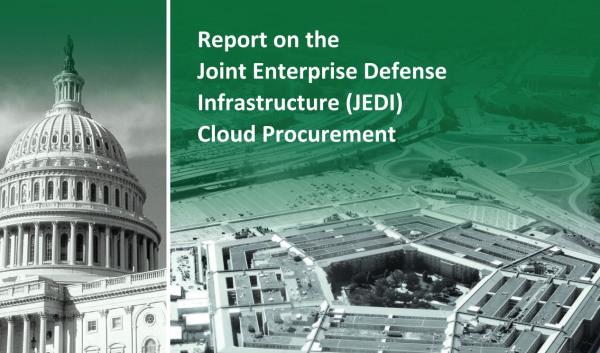 Report on the
Joint Enterprise Defense
Infrastructure (JEDI)
Cloud Procurement